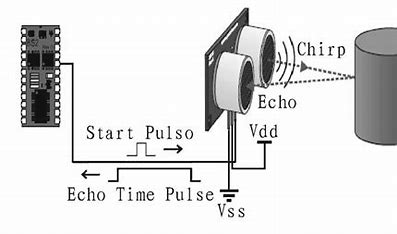 Chirp
Echo
Start Pulso
Vdd
Echo Time Pulse
Vss